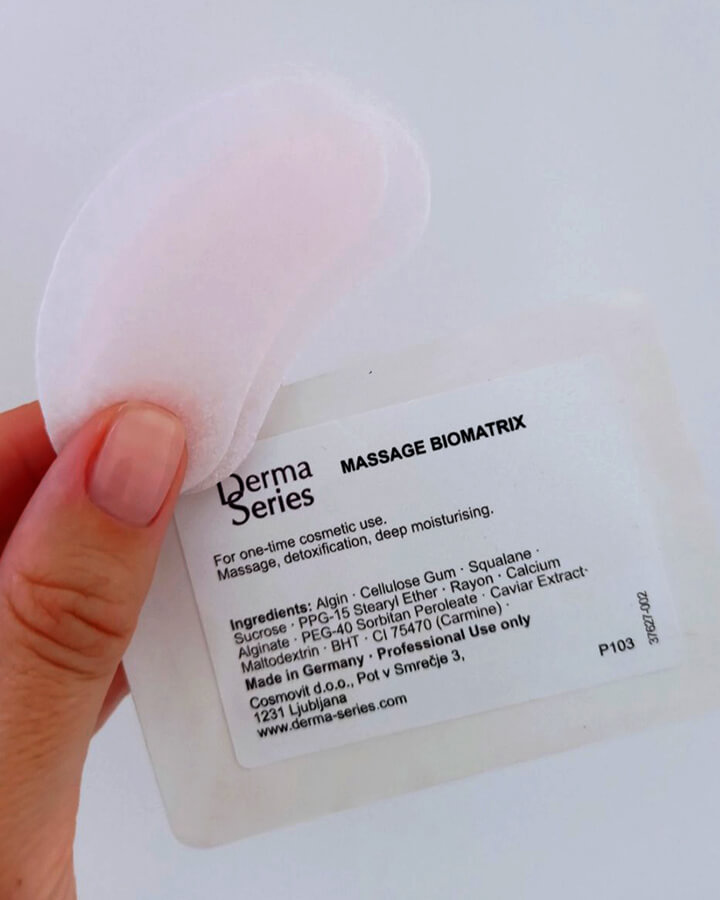 Derma
Series
MASSAGE BIOMATRIX
For one-time cosmetic use.
Massage, detoxification, deep moisturising.
Ingredients: Algin · Cellulose Gum · Squalane ·
Sucrose · PPG-15 Stearyl Ether · Rayon · Calcium
Alginate · PEG-40 Sorbitan Peroleate · Caviar Extract·
Maltodextrin · BHT · CI 75470 (Carmine) ·
Made in Germany · Professional Use only
Cosmovit d.o.o., Pot v Smrečje 3,
1231 Ljubljana
www.derma-series.com
P103
37627-002